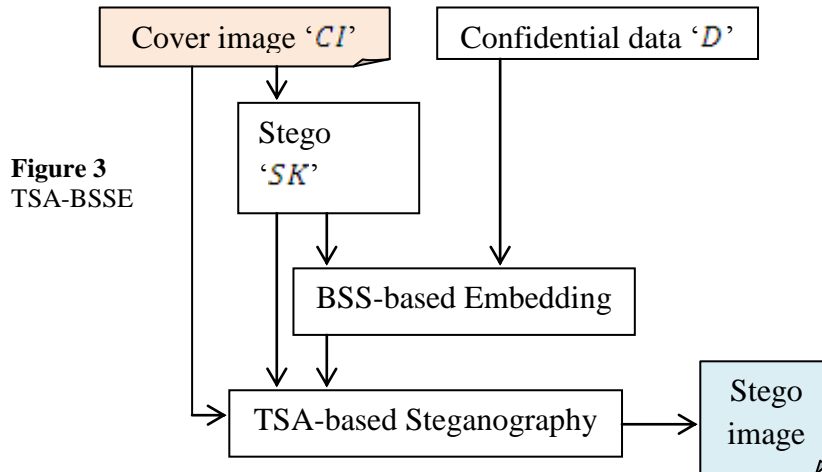 Cover image ‘CI’
Confidential data ‘D’
Stego
‘SK’
Figure 3
TSA-BSSE
BSS-based Embedding
TSA-based Steganography
Stego
image